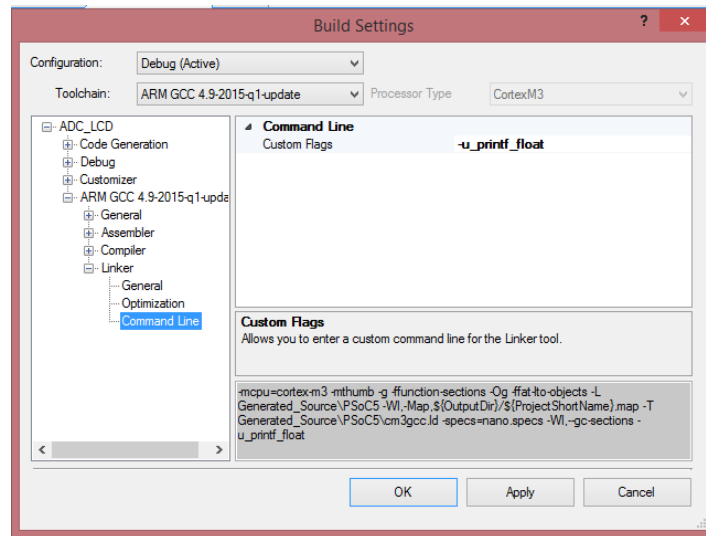 Build Settings
?
×
Configuration:
Debug (Active)
Toolchain:
ARM GCC 4.9-2015-q1-update
Processor Type
CortexM3
ADC_LCD
Code Generation
Debug
Customizer
ARM GCC 4.9-2015-q1-upda
General
Assembler
Compiler
Linker
General
Optimization
Command Line
Command Line
Custom Flags
-u_printf_float
Custom Flags
Allows you to enter a custom command line for the Linker tool.
-mcpu=cortex-m3 -mthumb -g -ffunction-sections -Og -ffat-lto-objects -L
Generated_Source\PSoC5 -Wl,-Map,${OutputDir}/${ProjectShortName}.map -T
Generated_Source\PSoC5\cm3gcc.ld -specs=nano.specs -Wl,--gc-sections -
u_printf_float
OK
Apply
Cancel